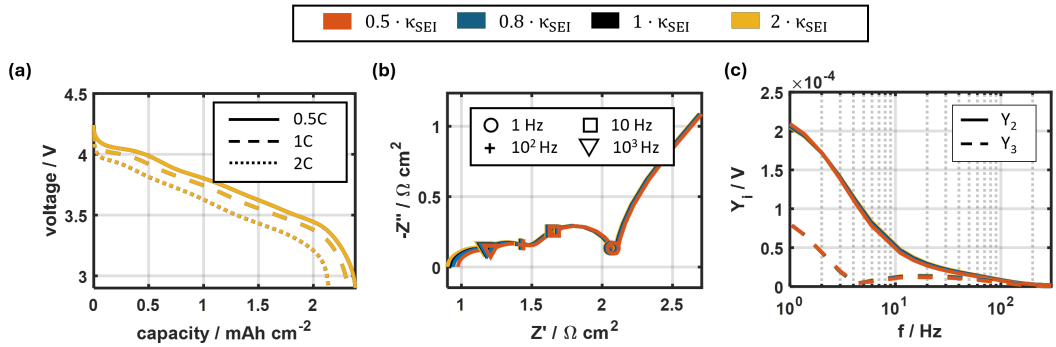 0.5 · κSEI 0.8 · κSEI 1 · κSEI 2 · κSEI
(a)
4.5
4
3.5
3
voltage / V
0 0.5 1 1.5 2
capacity / mAh cm-2
0.5C
1C
2C
(b)
1
0.5
0
-Z'' / Ω cm2
1 1.5 2 2.5
Z' / Ω cm2
1 Hz 10 Hz
10² Hz 10³ Hz
(c)
×10-4
2.5
2
1.5
1
0.5
0
Yi / V
10⁰ 10¹ 10²
f / Hz
Y2
Y3